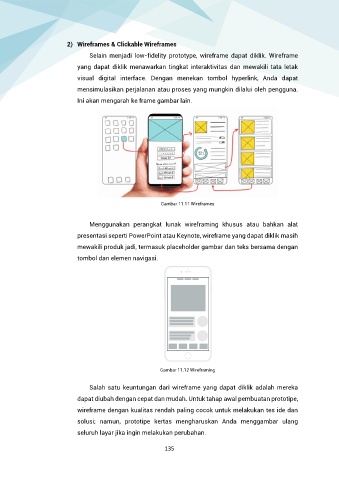 2) Wireframes & Clickable Wireframes
Selain menjadi low-fidelity prototype, wireframe dapat diklik. Wireframe
yang dapat diklik menawarkan tingkat interaktivitas dan mewakili tata letak
visual digital interface. Dengan menekan tombol hyperlink, Anda dapat
mensimulasikan perjalanan atau proses yang mungkin dilalui oleh pengguna.
Ini akan mengarah ke frame gambar lain.
Gambar 11.11 Wireframes
Menggunakan perangkat lunak wireframing khusus atau bahkan alat
presentasi seperti PowerPoint atau Keynote, wireframe yang dapat diklik masih
mewakili produk jadi, termasuk placeholder gambar dan teks bersama dengan
tombol dan elemen navigasi.
Gambar 11.12 Wireframing
Salah satu keuntungan dari wireframe yang dapat diklik adalah mereka
dapat diubah dengan cepat dan mudah. Untuk tahap awal pembuatan prototipe,
wireframe dengan kualitas rendah paling cocok untuk melakukan tes ide dan
solusi; namun, prototipe kertas mengharuskan Anda menggambar ulang
seluruh layar jika ingin melakukan perubahan.
135